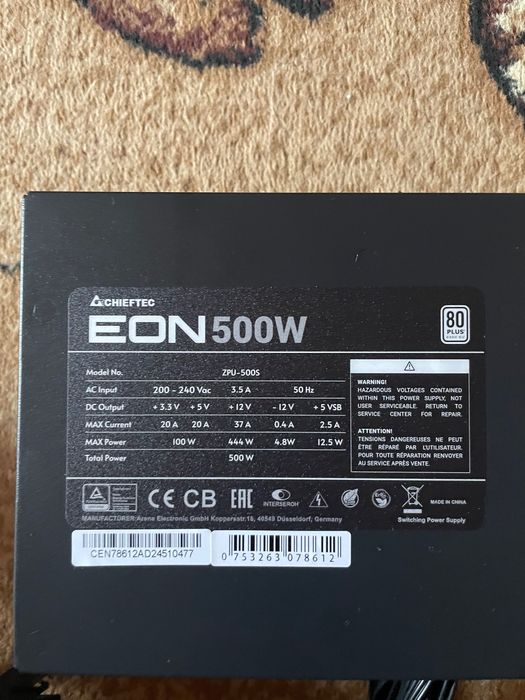 CHIEFTEC
EON 500W
80
PLUS
Model No. ZPU-500S
AC Input 200 - 240 Vac 3.5 A 50 Hz
DC Output +3.3 V +5 V +12 V -12 V +5 VSB
MAX Current 20 A 20 A 37 A 0.4 A 2.5 A
MAX Power 100 W 444 W 4.8W 12.5 W
Total Power 500 W
WARNING!
HAZARDOUS VOLTAGES CONTAINED
WITHIN THIS POWER SUPPLY, NOT
USER SERVICEABLE. RETURN TO
SERVICE CENTER FOR REPAIR.
ATTENTION!
TENSIONS DANGEREUSES NE PEUT
ÊTRE RÉPARÉ PAR L'UTILISATEUR.
POUR TOUTE RÉPARATION RENVOYER
AU SERVICE APRÈS VENTE.
CE CB EAC INTERSEROH MADE IN CHINA
Switching Power Supply
MANUFACTURER:Arena Electronic GmbH Kopperstr.16, 40549 Düsseldorf, Germany
CEN78612AD24510477
0 753263 078612